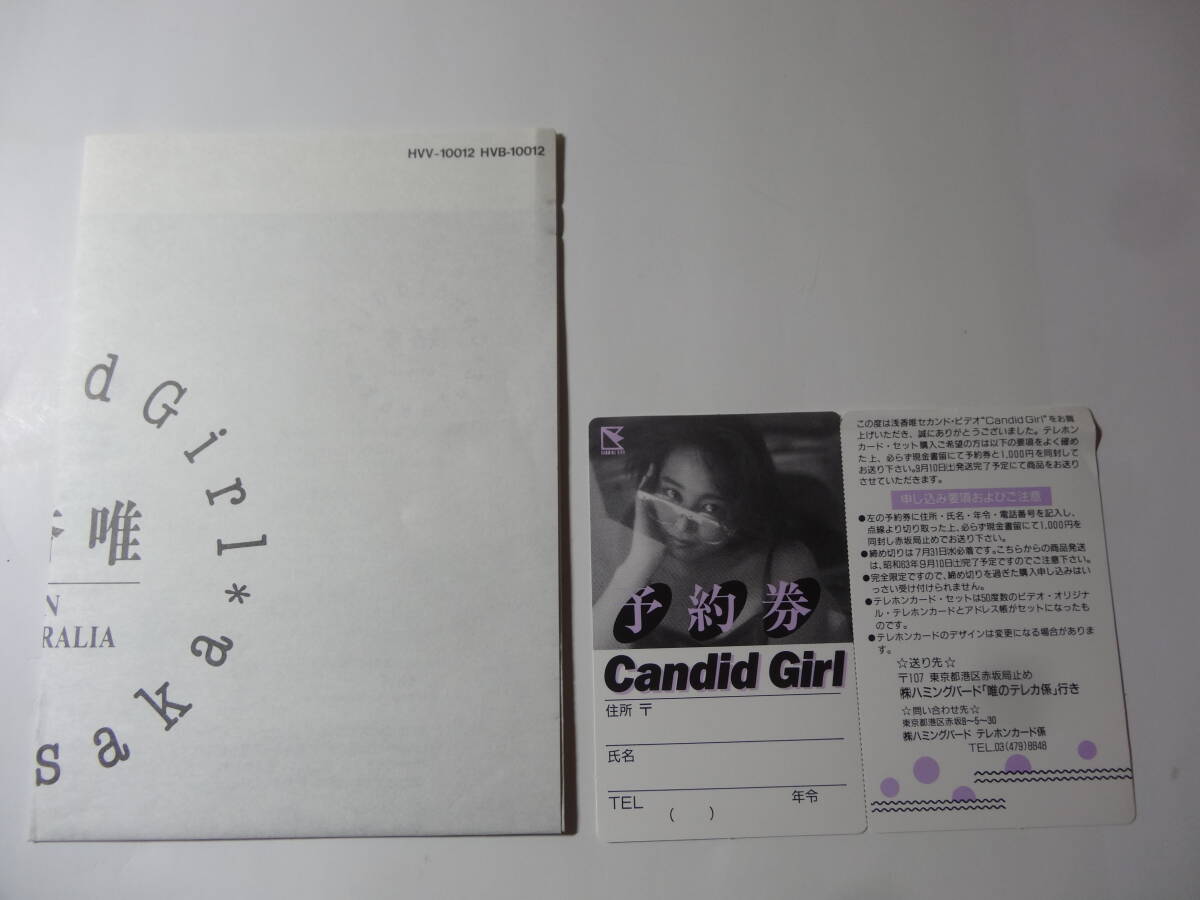 HVV-10012 HVB-10012
d Girl*
唯
N
RALIA
saka
予約券
Candid Girl
住所 〒
氏名
TEL ( ) 年令
この度は浅香唯セカンド・ビデオ“Candid Girl”をお買
上げいただき、誠にありがとうございました。テレホン
カード・セット購入ご希望の方は以下の要項をよく確め
た上、必らず現金書留にて予約券と1,000円を同封して
お送り下さい。9月10日(土)発送完了予定にて商品をお送り
させていただきます。
申し込み要項およびご注意
●左の予約券に住所・氏名・年令・電話番号を記入し、
点線より切り取った上、必らず現金書留にて1,000円を
同封し赤坂局止めでお送り下さい。
●締め切りは7月31日(水)必着です。こちらからの商品発送
は、昭和63年9月10日(土)完了予定ですのでご注意下さい。
●完全限定ですので、締め切りを過ぎた購入申し込みはい
っさい受け付けられません。
●テレホンカード・セットは50度数のビデオ・オリジナ
ル・テレホンカードとアドレス帳がセットになったも
のです。
●テレホンカードのデザインは変更になる場合がありま
す。
☆送り先☆
〒107 東京都港区赤坂局止め
㈱ハミングバード「唯のテレカ係」行き
☆問い合わせ先☆
東京都港区赤坂8〜5〜30
㈱ハミングバード テレホンカード係
TEL.03(479)8848